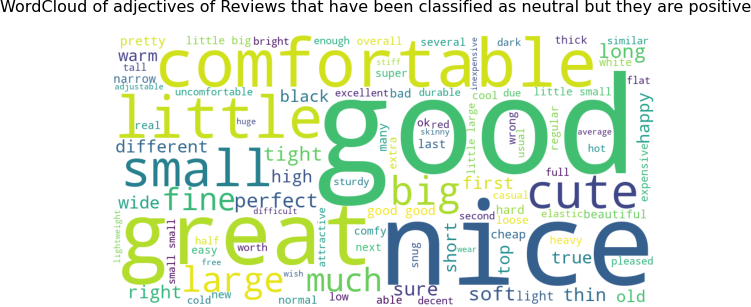 WordCloud of adjectives of Reviews that have been classified as neutral but they are positive
pretty little big bright enough overall several dark thick similar
warm comfortable long
tall stiff super inexpensive white
narrow flat
adjustable uncomfortable black excellent bad durable cool due little small
little good happy
real huge many ok red skinny last little large wrong usual regular average hot
different extra expensive
small tight high sturdy full
wide fine perfect big first casual cute
great difficult good good second hard loose elastic beautiful
lightweight small small half easy free worth attractive comfy next snug nice short wear cheap top heavy true pleased
large wish much sure soft light thin old
right cold new normal low able decent